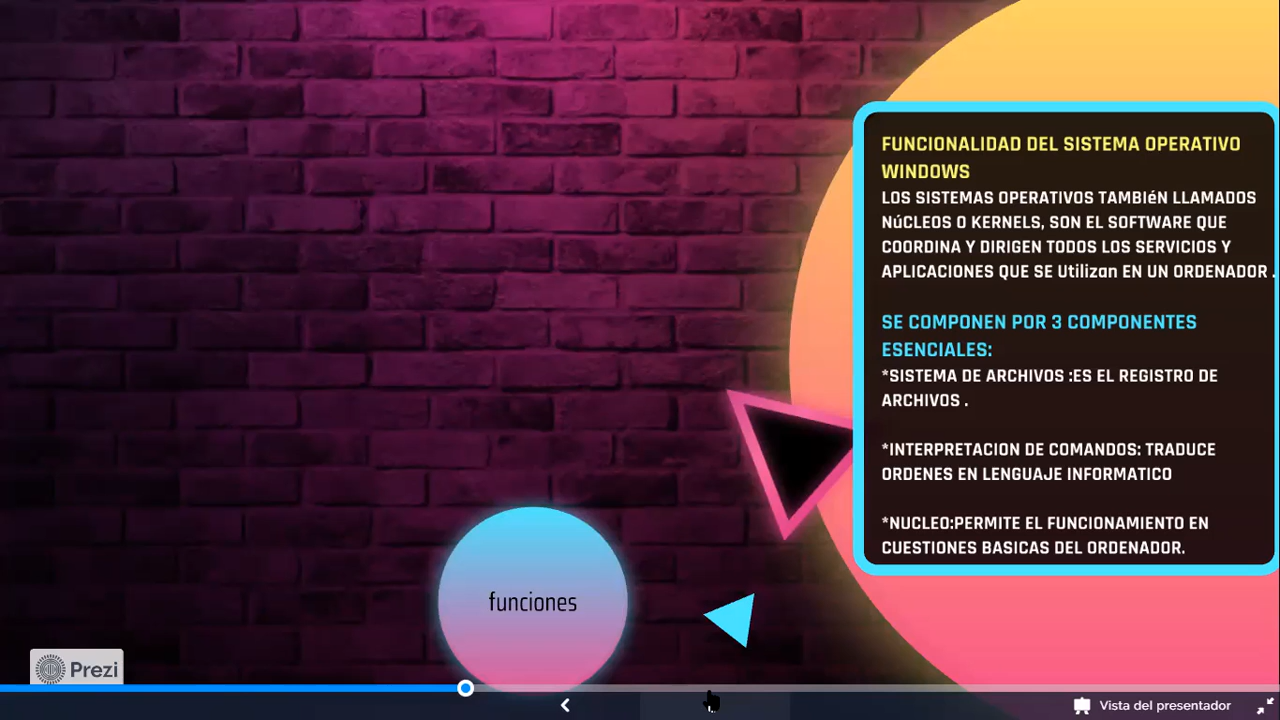 FUNCIONALIDAD DEL SISTEMA OPERATIVO
WINDOWS
LOS SISTEMAS OPERATIVOS TAMBIéN LLAMADOS
NúCLEOS O KERNELS, SON EL SOFTWARE QUE
COORDINA Y DIRIGEN TODOS LOS SERVICIOS Y
APLICACIONES QUE SE Utilizan EN UN ORDENADOR .
SE COMPONEN POR 3 COMPONENTES
ESENCIALES:
*SISTEMA DE ARCHIVOS :ES EL REGISTRO DE
ARCHIVOS .
*INTERPRETACION DE COMANDOS: TRADUCE
ORDENES EN LENGUAJE INFORMATICO
*NUCLEO:PERMITE EL FUNCIONAMIENTO EN
CUESTIONES BASICAS DEL ORDENADOR.
funciones
Prezi
Vista del presentador